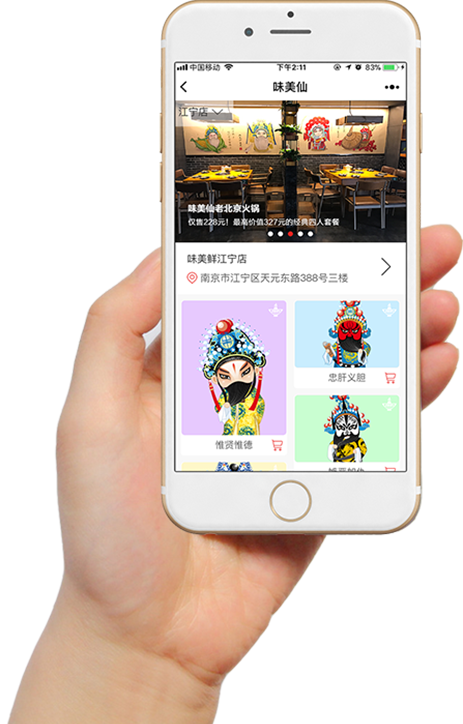 中国移动 下午2:11 83%
味美仙
江宁店
味美仙老北京火锅
仅售228元！最高价值327元的经典四人套餐
味美鲜江宁店
南京市江宁区天元东路388号三楼
忠肝义胆
惟贤惟德